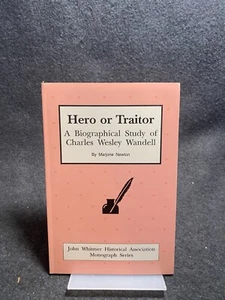 Hero or Traitor
A Biographical Study of
Charles Wesley Wandell
By Marjorie Newton
John Whitmer Historical Association
Monograph Series